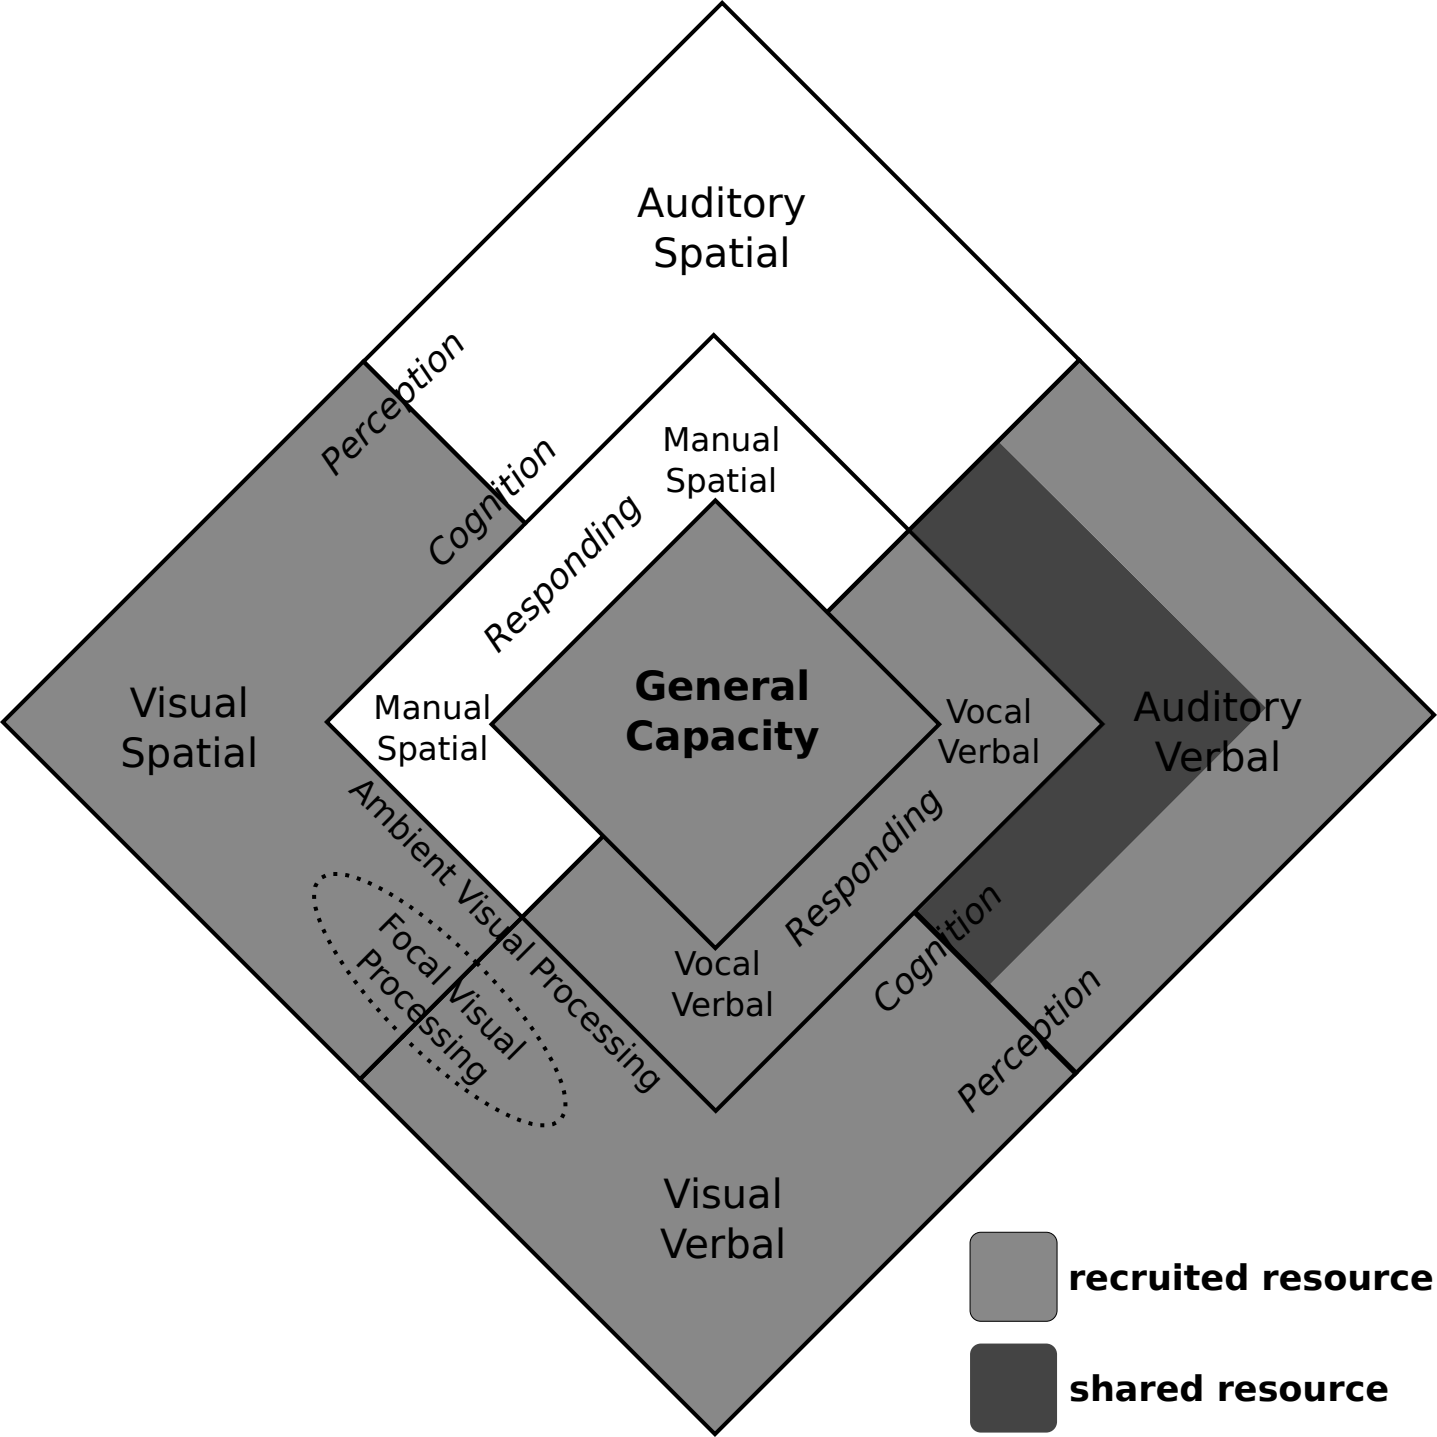 Auditory
Spatial
Perception
Cognition
Responding
Manual
Spatial
General
Capacity
Visual
Spatial
Manual
Spatial
Vocal
Verbal
Auditory
Verbal
Ambient Visual Processing
Focal Visual
Processing
Responding
Cognition
Perception
Vocal
Verbal
Visual
Verbal
recruited resource
shared resource